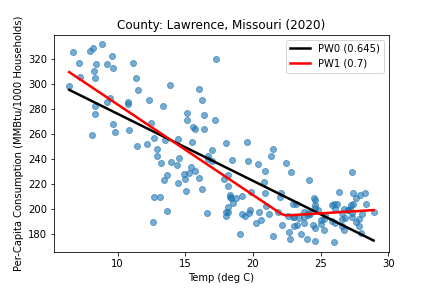 County: Lawrence, Missouri (2020)
PW0 (0.645)
PW1 (0.7)
Per-Capita Consumption (MMBtu/1000 Households)
320
300
280
260
240
220
200
180
10
15
20
25
30
Temp (deg C)